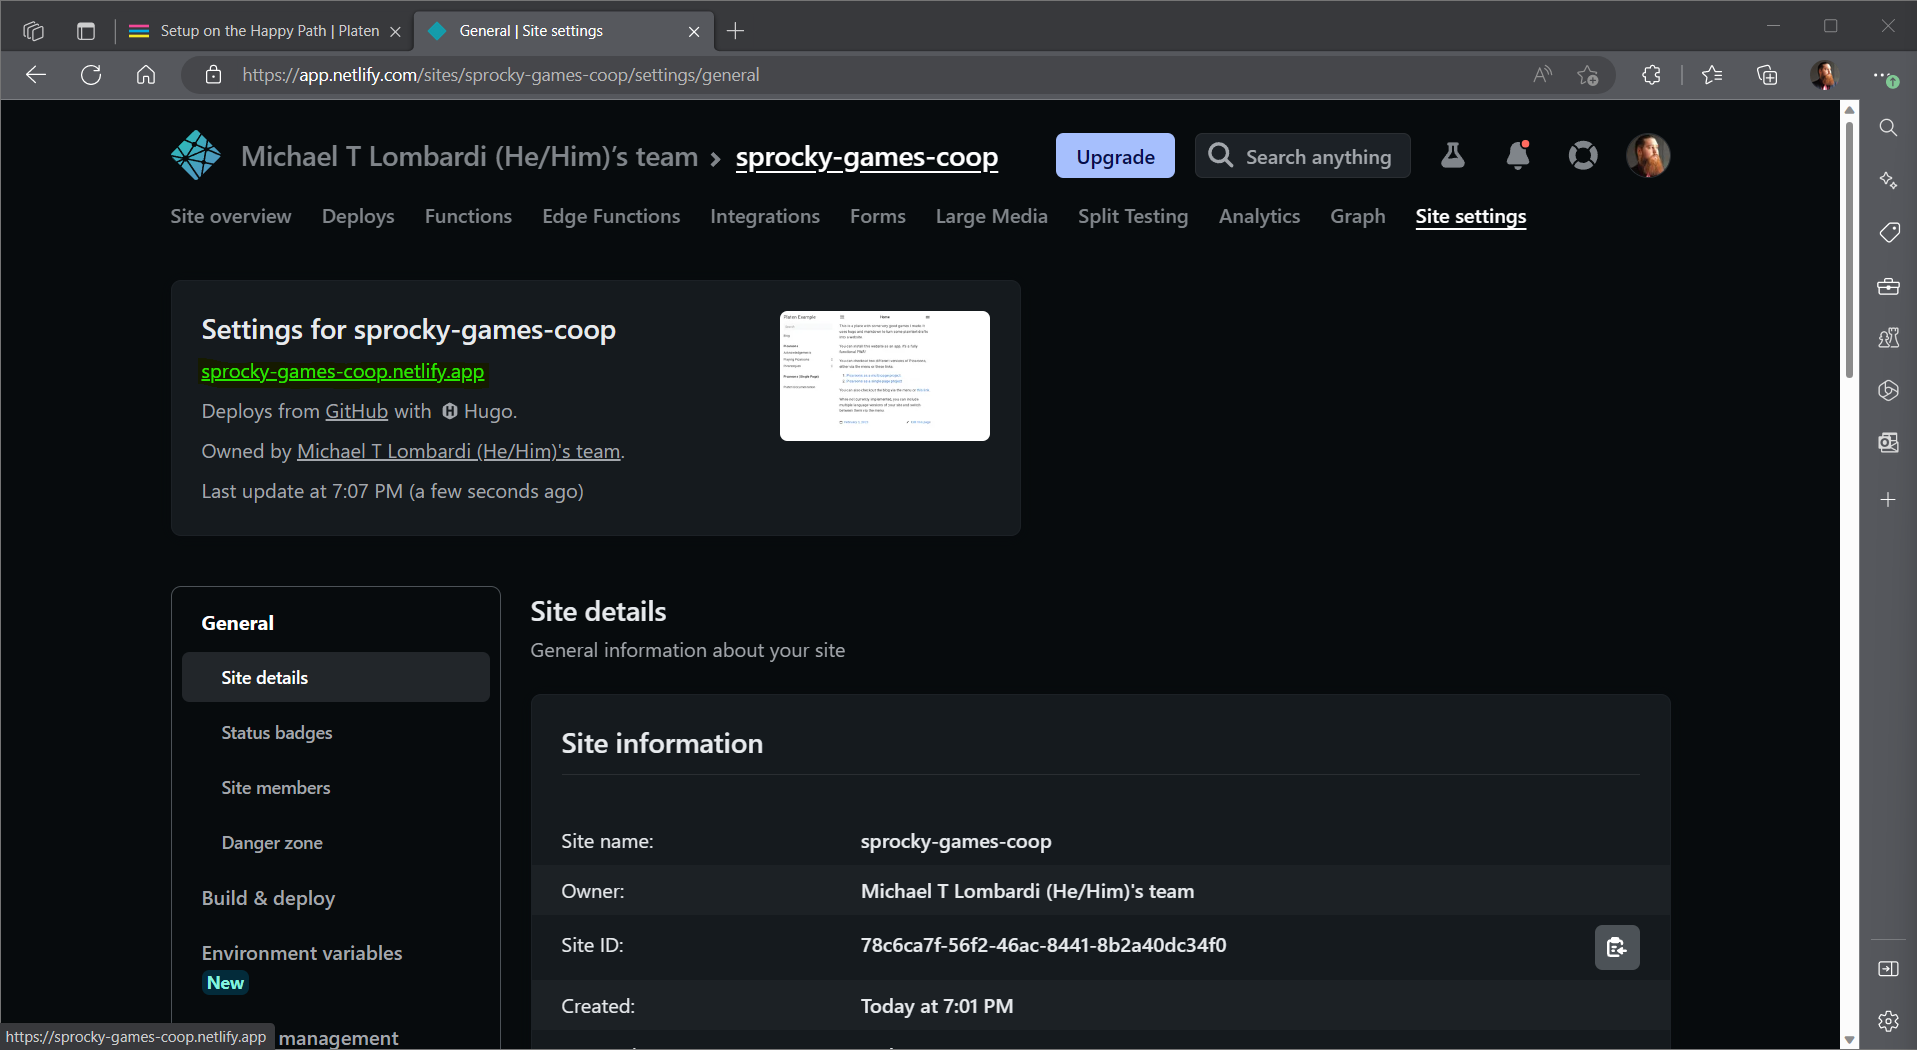 Setup on the Happy Path | Platen
General | Site settings
https://app.netlify.com/sites/sprocky-games-coop/settings/general
Michael T Lombardi (He/Him)’s team
sprocky-games-coop
Upgrade
Search anything
Site overview
Deploys
Functions
Edge Functions
Integrations
Forms
Large Media
Split Testing
Analytics
Graph
Site settings
Settings for sprocky-games-coop
sprocky-games-coop.netlify.app
Deploys from GitHub with Hugo.
Owned by Michael T Lombardi (He/Him)'s team.
Last update at 7:07 PM (a few seconds ago)
Platen Example
Home
General
Site details
Status badges
Site members
Danger zone
Build & deploy
Environment variables
New
management
Site details
General information about your site
Site information
Site name:
sprocky-games-coop
Owner:
Michael T Lombardi (He/Him)'s team
Site ID:
78c6ca7f-56f2-46ac-8441-8b2a40dc34f0
Created:
Today at 7:01 PM
https://sprocky-games-coop.netlify.app